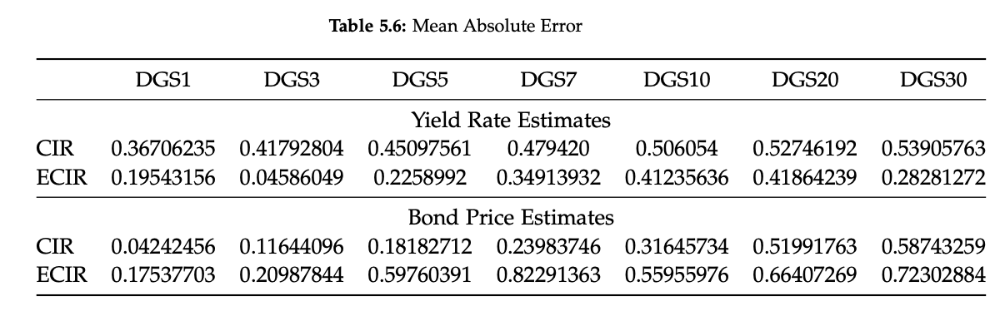 Table 5.6: Mean Absolute Error
DGS1 DGS3 DGS5 DGS7 DGS10 DGS20 DGS30
Yield Rate Estimates
CIR 0.36706235 0.41792804 0.45097561 0.479420 0.506054 0.52746192 0.53905763
ECIR 0.19543156 0.04586049 0.2258992 0.34913932 0.41235636 0.41864239 0.28281272
Bond Price Estimates
CIR 0.04242456 0.11644096 0.18182712 0.23983746 0.31645734 0.51991763 0.58743259
ECIR 0.17537703 0.20987844 0.59760391 0.82291363 0.55955976 0.66407269 0.72302884